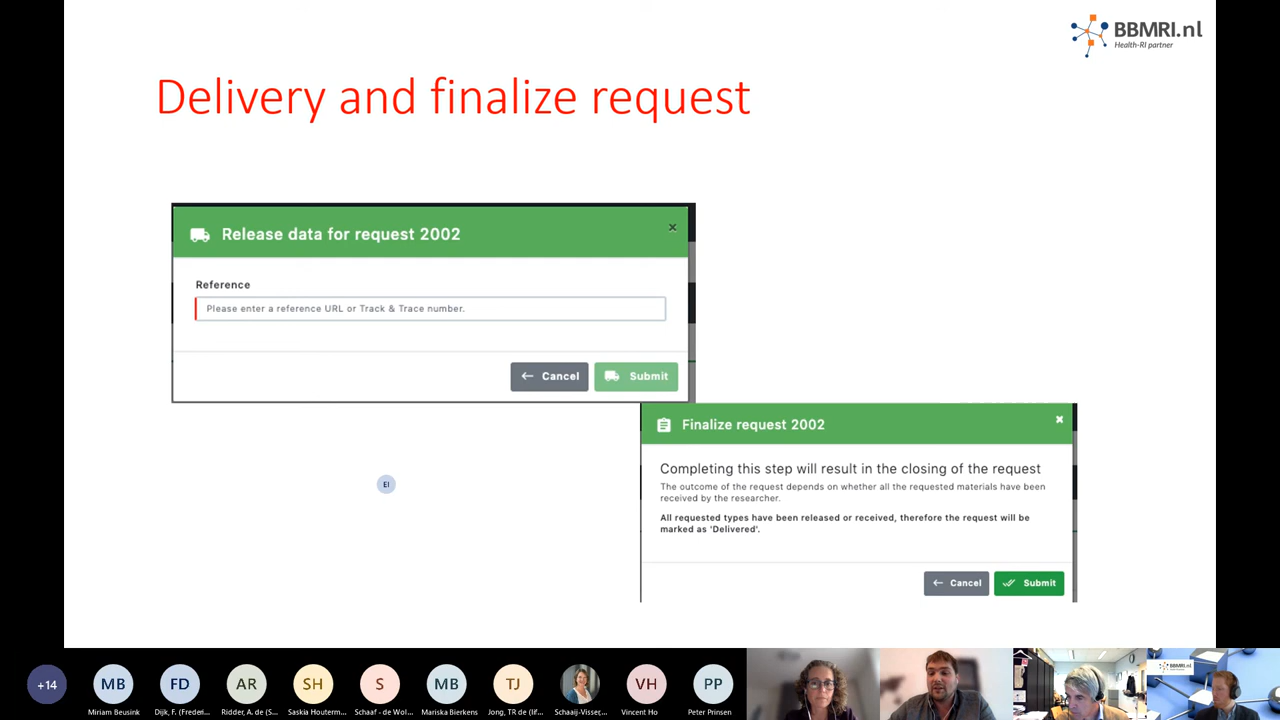 BBMRI.nl
Health-RI partner
Delivery and finalize request
Release data for request 2002
×
Reference
Please enter a reference URL or Track & Trace number.
← Cancel
Submit
Finalize request 2002
×
Completing this step will result in the closing of the request
The outcome of the request depends on whether all the requested materials have been
received by the researcher.
All requested types have been released or received, therefore the request will be
marked as 'Delivered'.
← Cancel
Submit
EI
+14
MB
FD
AR
SH
S
MB
TJ
VH
PP
BBMRI.nl
Miriam Beusink
Dijk, F. (Frederi...
Ridder, A. de (S...
Saskia Houterm...
Schaaf - de Wol...
Mariska Bierkens
Jong, TR de (lif...
Schaaij-Visser,...
Vincent Ho
Peter Prinsen